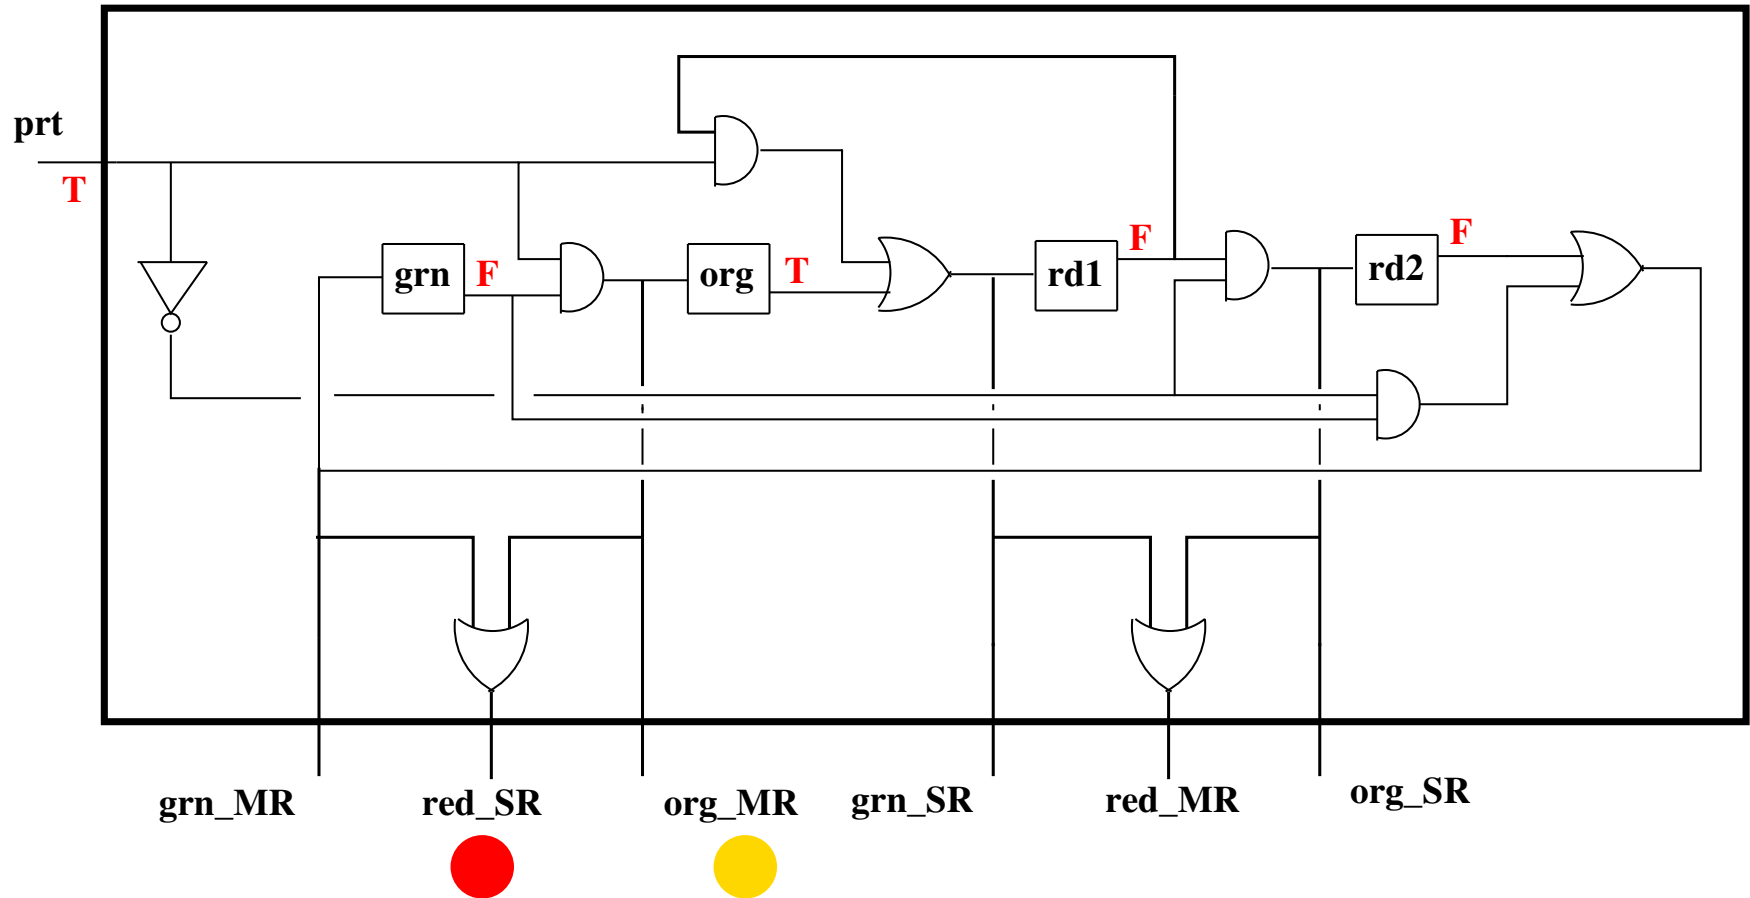 prt
T
grn
F
org
T
rd1
F
rd2
F
grn_MR
red_SR
org_MR
grn_SR
red_MR
org_SR